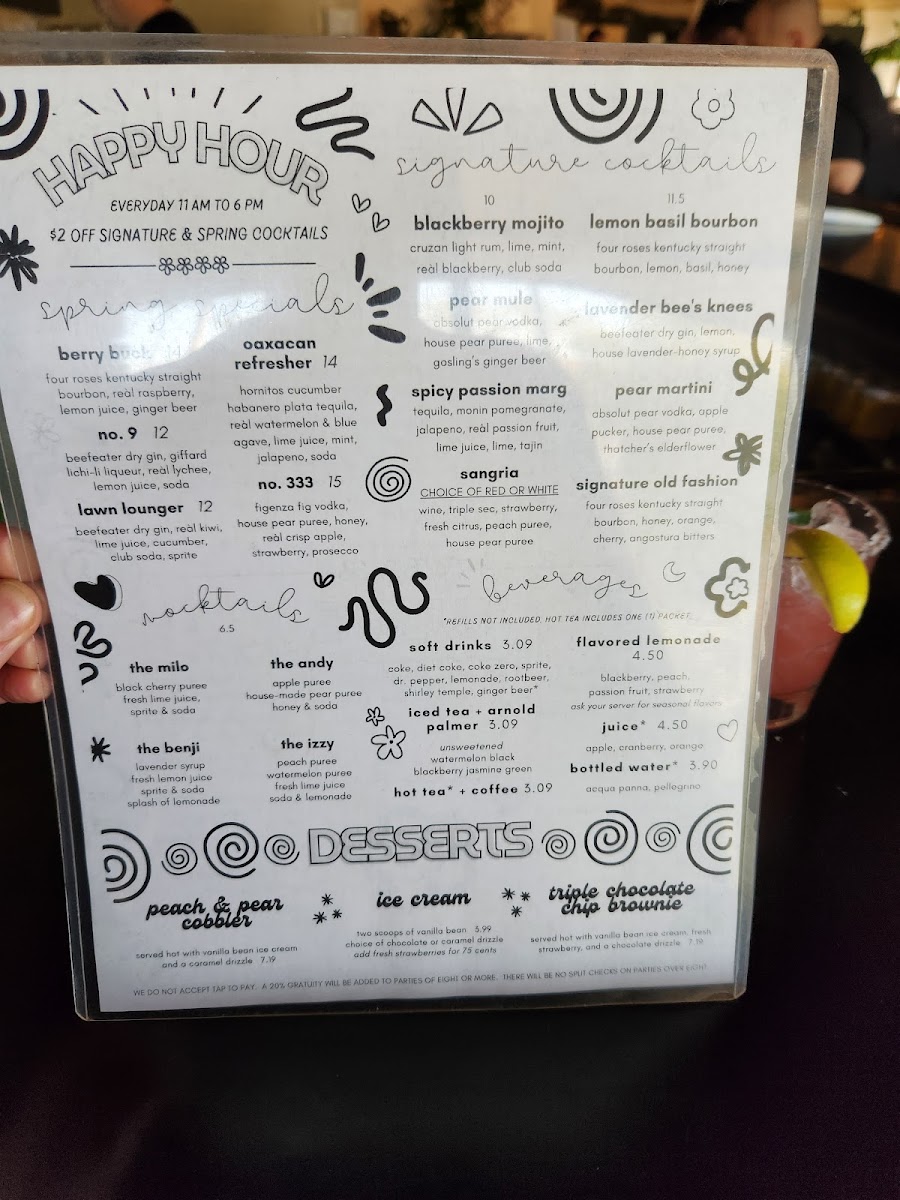 HAPPY HOUR
EVERYDAY 11 AM TO 6 PM
$2 OFF SIGNATURE & SPRING COCKTAILS
spring specials
berry buck 14
four roses kentucky straight
bourbon, reàl raspberry,
lemon juice, ginger beer
no. 9 12
beefeater dry gin, giffard
lichi-li liqueur, reàl lychee,
lemon juice, soda
lawn lounger 12
beefeater dry gin, reàl kiwi,
lime juice, cucumber,
club soda, sprite
oaxacan
refresher 14
hornitos cucumber
habanero plata tequila,
reàl watermelon & blue
agave, lime juice, mint,
jalapeno, soda
no. 333 15
figenza fig vodka,
house pear puree, honey,
reàl crisp apple,
strawberry, prosecco
signature cocktails
10
blackberry mojito
cruzan light rum, lime, mint,
reàl blackberry, club soda
pear mule
absolut pear vodka,
house pear puree, lime,
gosling's ginger beer
spicy passion marg
tequila, monin pomegranate,
jalapeno, reàl passion fruit,
lime juice, lime, tajin
sangria
CHOICE OF RED OR WHITE
wine, triple sec, strawberry,
fresh citrus, peach puree,
house pear puree
11.5
lemon basil bourbon
four roses kentucky straight
bourbon, lemon, basil, honey
lavender bee's knees
beefeater dry gin, lemon,
house lavender-honey syrup
pear martini
absolut pear vodka, apple
pucker, house pear puree,
thatcher's elderflower
signature old fashion
four roses kentucky straight
bourbon, honey, orange,
cherry, angostura bitters
mocktails
6.5
the milo
black cherry puree
fresh lime juice,
sprite & soda
the andy
apple puree
house-made pear puree
honey & soda
the benji
lavender syrup
fresh lemon juice
sprite & soda
splash of lemonade
the izzy
peach puree
watermelon puree
fresh lime juice
soda & lemonade
beverages
*REFILLS NOT INCLUDED. HOT TEA INCLUDES ONE (1) PACKET.
soft drinks 3.09
coke, diet coke, coke zero, sprite,
dr. pepper, lemonade, rootbeer,
shirley temple, ginger beer*
iced tea + arnold
palmer 3.09
unsweetened
watermelon black
blackberry jasmine green
hot tea* + coffee 3.09
flavored lemonade
4.50
blackberry, peach,
passion fruit, strawberry
ask your server for seasonal flavors
juice* 4.50
apple, cranberry, orange
bottled water* 3.90
acqua panna, pellegrino
DESSERTS
peach & pear
cobbler
served hot with vanilla bean ice cream
and a caramel drizzle 7.19
ice cream
two scoops of vanilla bean 5.99
choice of chocolate or caramel drizzle
add fresh strawberries for 75 cents
triple chocolate
chip brownie
served hot with vanilla bean ice cream, fresh
strawberry, and a chocolate drizzle 7.19
WE DO NOT ACCEPT TAP TO PAY. A 20% GRATUITY WILL BE ADDED TO PARTIES OF EIGHT OR MORE. THERE WILL BE NO SPLIT CHECKS ON PARTIES OVER EIGHT